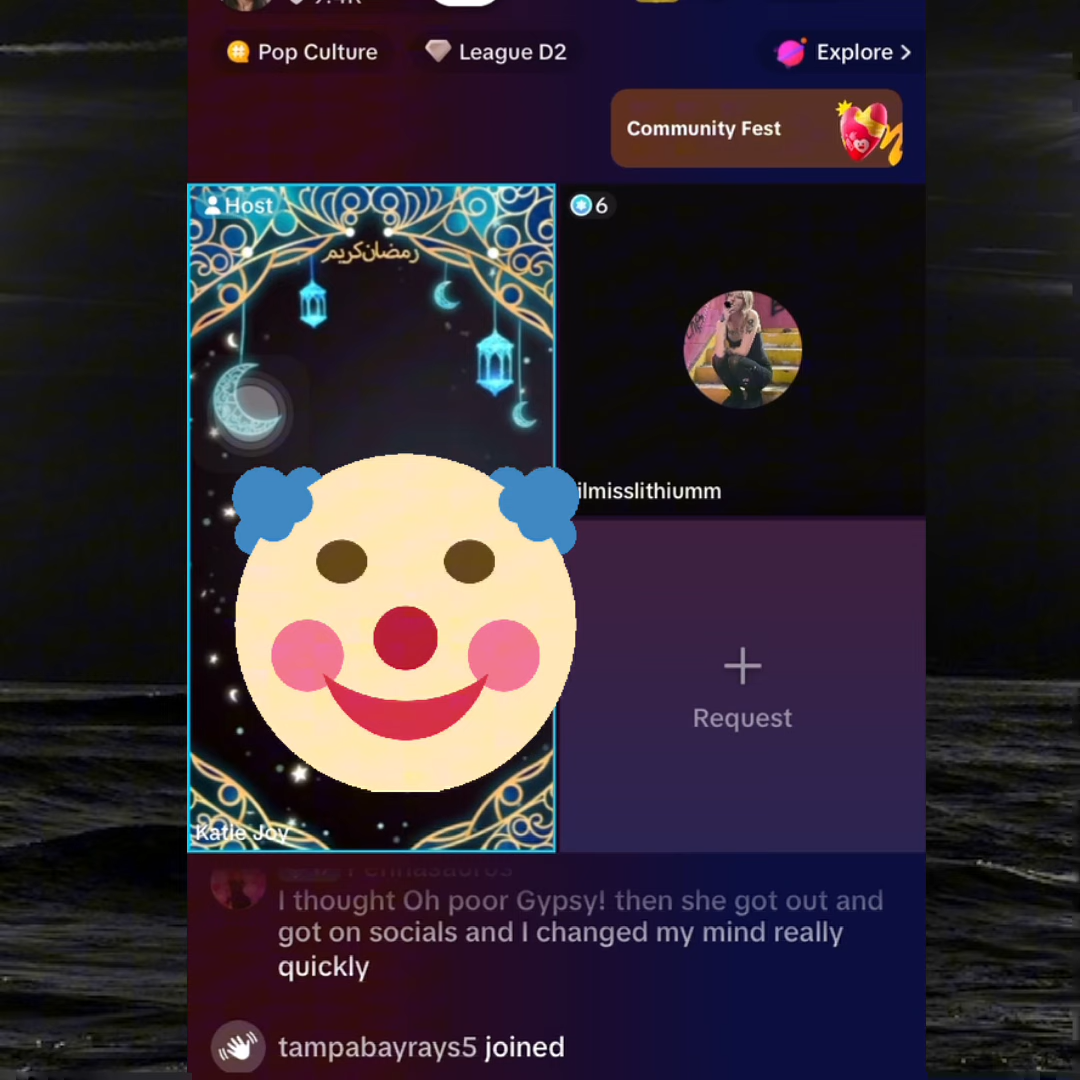 Pop Culture
League D2
Explore >
Community Fest
Host
6
رمضان كريم
ilmisslithiumm
Request
Katie Joy
I thought Oh poor Gypsy! then she got out and
got on socials and I changed my mind really
quickly
tampabayrays5 joined